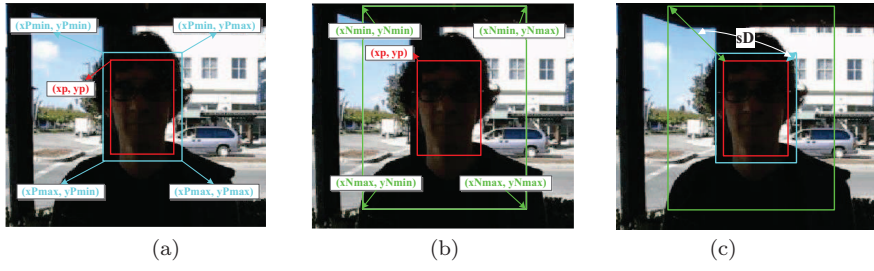 (xPmin, yPmin)
(xPmin, yPmax)
(xp, yp)
(xPmax, yPmin)
(xPmax, yPmax)
(a)
(xNmin, yNmin)
(xNmin, yNmax)
(xp, yp)
(xNmax, yNmin)
(xNmax, yNmax)
(b)
sD
(c)